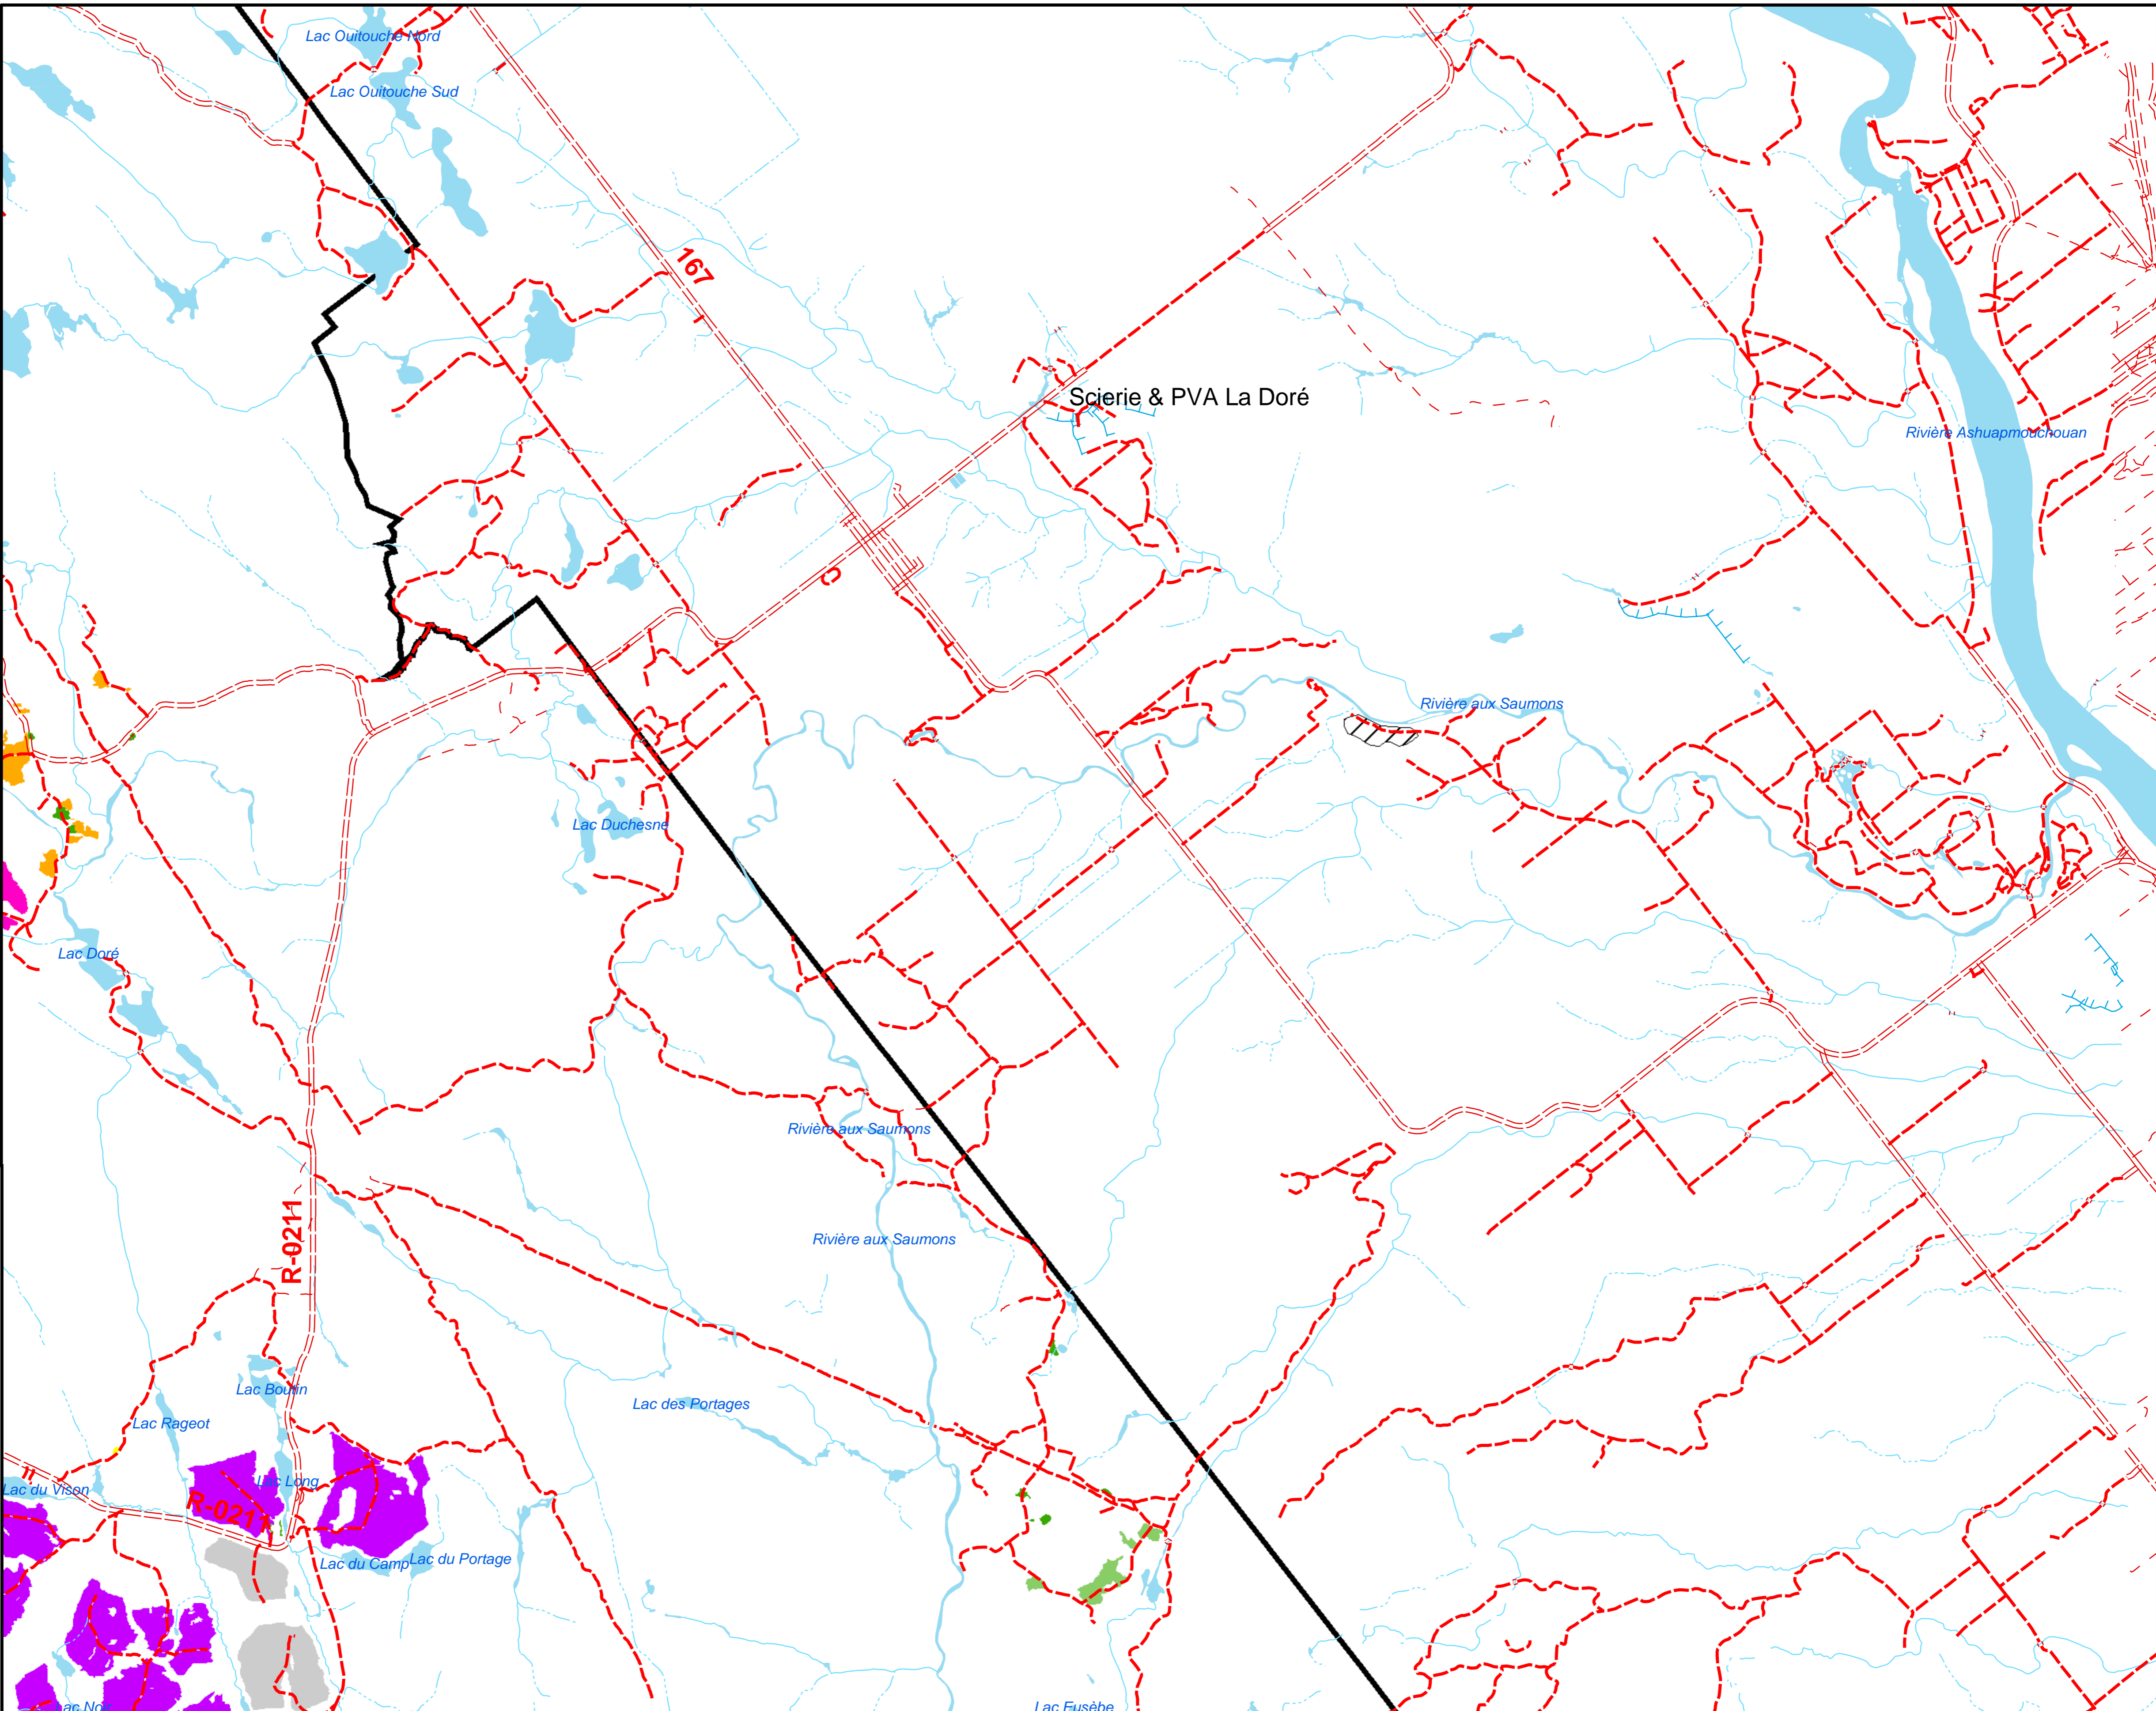 Lac Ouitouche Nord
Lac Ouitouche Sud
167
Scierie & PVA La Doré
Rivière Ashuapmouchouan
Rivière aux Saumons
Lac Duchesne
Lac Doré
Rivière aux Saumons
R-0211
Rivière aux Saumons
Lac Boutin
Lac des Portages
Lac Rageot
Lac Long
Lac du Vison
R-0211
Lac du Camp
Lac du Portage
Lac Eusèbe